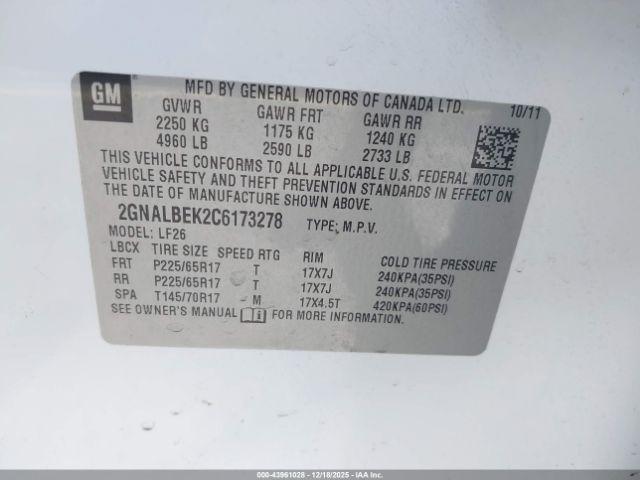 GM
MFD BY GENERAL MOTORS OF CANADA LTD. 10/11
GVWR GAWR FRT GAWR RR
2250 KG 1175 KG 1240 KG
4960 LB 2590 LB 2733 LB
THIS VEHICLE CONFORMS TO ALL APPLICABLE U.S. FEDERAL MOTOR
VEHICLE SAFETY AND THEFT PREVENTION STANDARDS IN EFFECT ON
THE DATE OF MANUFACTURE SHOWN ABOVE.
2GNALBEK2C6173278 TYPE: M.P.V.
MODEL: LF26
LBCX TIRE SIZE SPEED RTG RIM COLD TIRE PRESSURE
FRT P225/65R17 T 17X7J 240KPA(35PSI)
RR P225/65R17 T 17X7J 240KPA(35PSI)
SPA T145/70R17 M 17X4.5T 420KPA(60PSI)
SEE OWNER'S MANUAL FOR MORE INFORMATION.
000-43961028 - 12/18/2025 - IAAI.COM